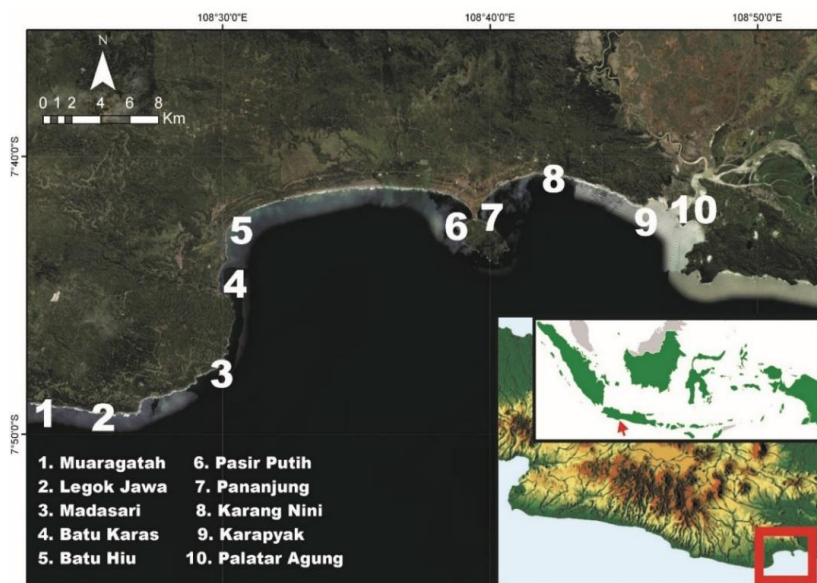 108°30'0"E 108°40'0"E 108°50'0"E
N
0 1 2 4 6 8
Km
7°40'0"S
7°50'0"S
1
2
3
4
5
6
7
8
9
10
1. Muaragatah
2. Legok Jawa
3. Madasari
4. Batu Karas
5. Batu Hiu
6. Pasir Putih
7. Pananjung
8. Karang Nini
9. Karapyak
10. Palatar Agung